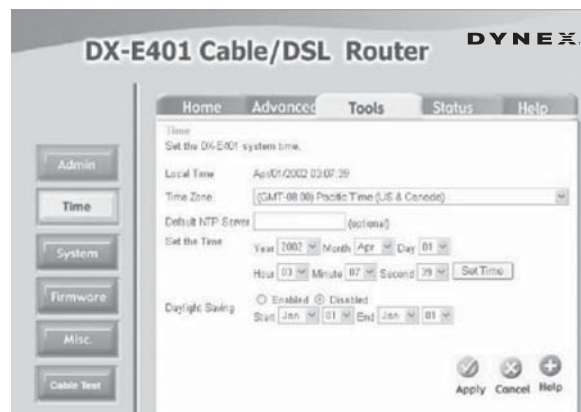 DX-E401 Cable/DSL Router
DYNEX
Home Advanced Tools Status Help
Time
Set the DX-E401 system time.
Admin
Time
System
Firmware
Misc.
Cable Test
Local Time Apr/01/2002 03:07:39
Time Zone (GMT-08:00) Pacific Time (US & Canada)
Default NTP Server (optional)
Set the Time Year 2002 Month Apr Day 01
Hour 03 Minute 07 Second 39 Set Time
Daylight Saving Enabled Disabled
Start Jan 01 End Jan 01
Apply Cancel Help